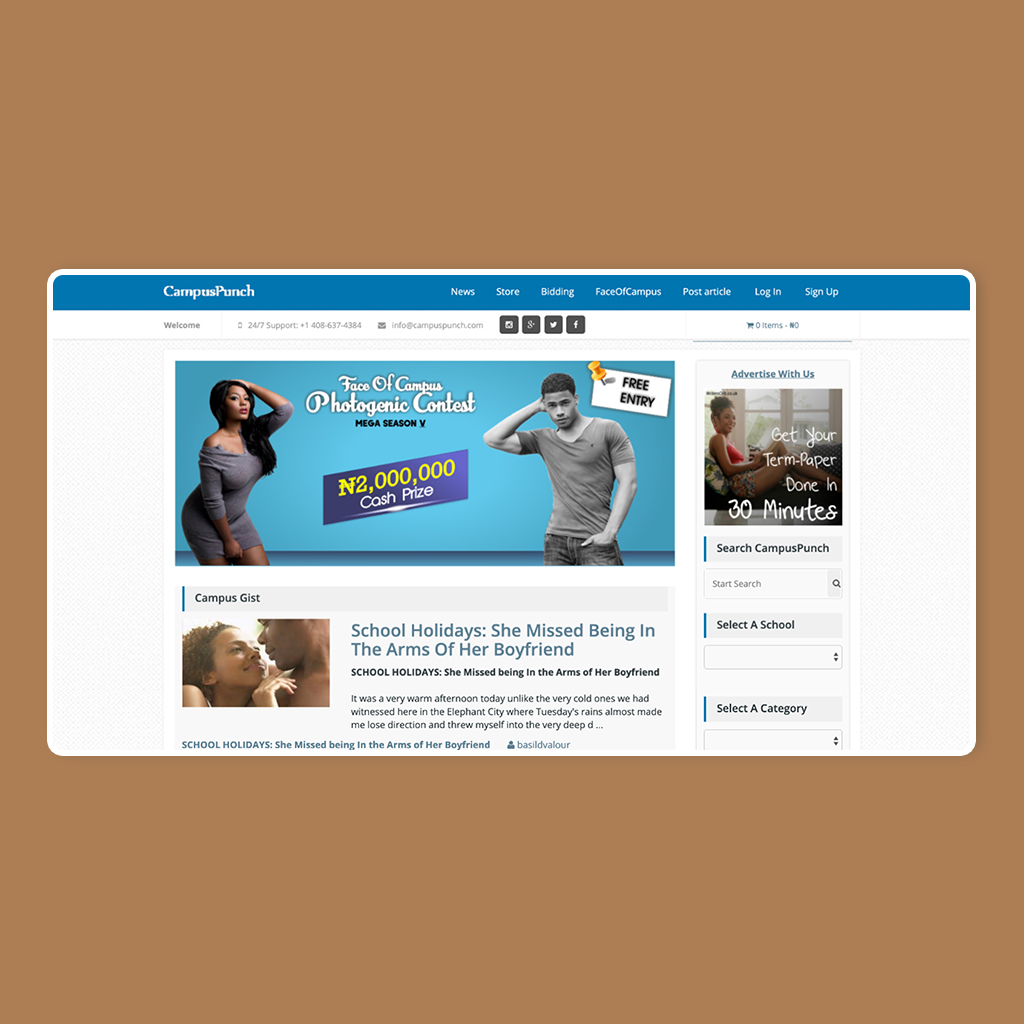 CampusPunch
News Store Bidding FaceOfCampus Post article Log In Sign Up
Welcome 24/7 Support: +1 408-637-4384 info@campuspunch.com 0 Items - ₦0
Face Of Campus
Photogenic Contest
MEGA SEASON V
FREE
ENTRY
₦2,000,000
Cash Prize
Advertise With Us
Get Your
Term-Paper
Done In
30 Minutes
Search CampusPunch
Start Search
Select A School
Select A Category
Campus Gist
School Holidays: She Missed Being In
The Arms Of Her Boyfriend
SCHOOL HOLIDAYS: She Missed being In the Arms of Her Boyfriend
It was a very warm afternoon today unlike the very cold ones we had
witnessed here in the Elephant City where Tuesday's rains almost made
me lose direction and threw myself into the very deep d ...
SCHOOL HOLIDAYS: She Missed being In the Arms of Her Boyfriend basildvalour